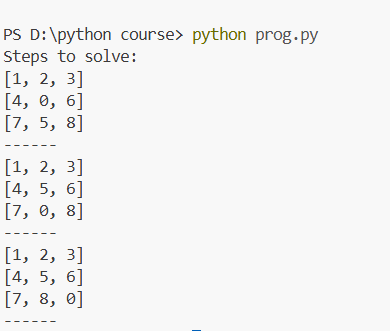 PS D:\python course> python prog.py
Steps to solve:
[1, 2, 3]
[4, 0, 6]
[7, 5, 8]
------
[1, 2, 3]
[4, 5, 6]
[7, 0, 8]
------
[1, 2, 3]
[4, 5, 6]
[7, 8, 0]
------